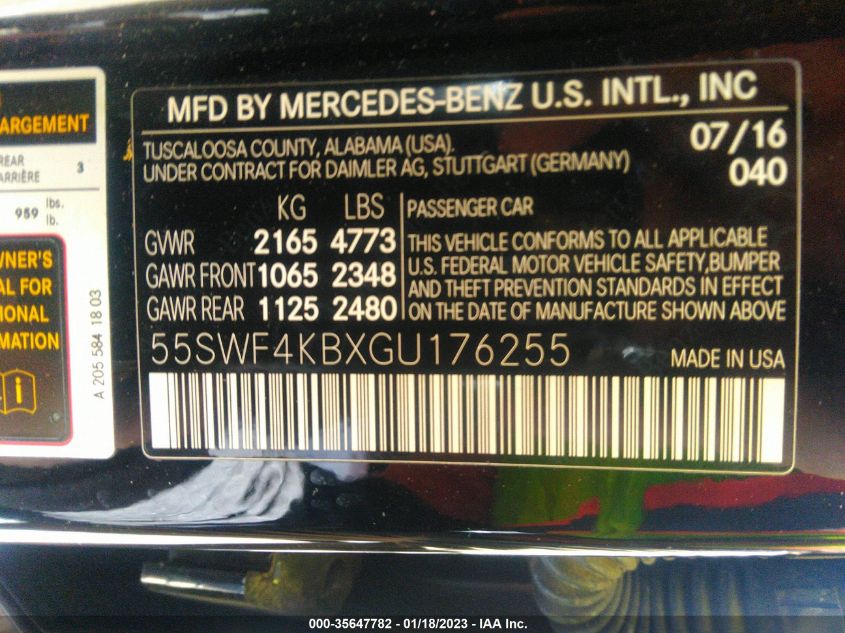 ARGEMENT
REAR 3
ARRIÈRE
959 lbs.
lb.
WNER'S
AL FOR
IONAL
MATION
i
A 205 584 18 03
MFD BY MERCEDES-BENZ U.S. INTL., INC
TUSCALOOSA COUNTY, ALABAMA (USA). 07/16
UNDER CONTRACT FOR DAIMLER AG, STUTTGART (GERMANY) 040
KG LBS PASSENGER CAR
GVWR 2165 4773 THIS VEHICLE CONFORMS TO ALL APPLICABLE
U.S. FEDERAL MOTOR VEHICLE SAFETY,BUMPER
GAWR FRONT 1065 2348 AND THEFT PREVENTION STANDARDS IN EFFECT
GAWR REAR 1125 2480 ON THE DATE OF MANUFACTURE SHOWN ABOVE
55SWF4KBXGU176255 MADE IN USA
000-35647782 - 01/18/2023 - IAA Inc.